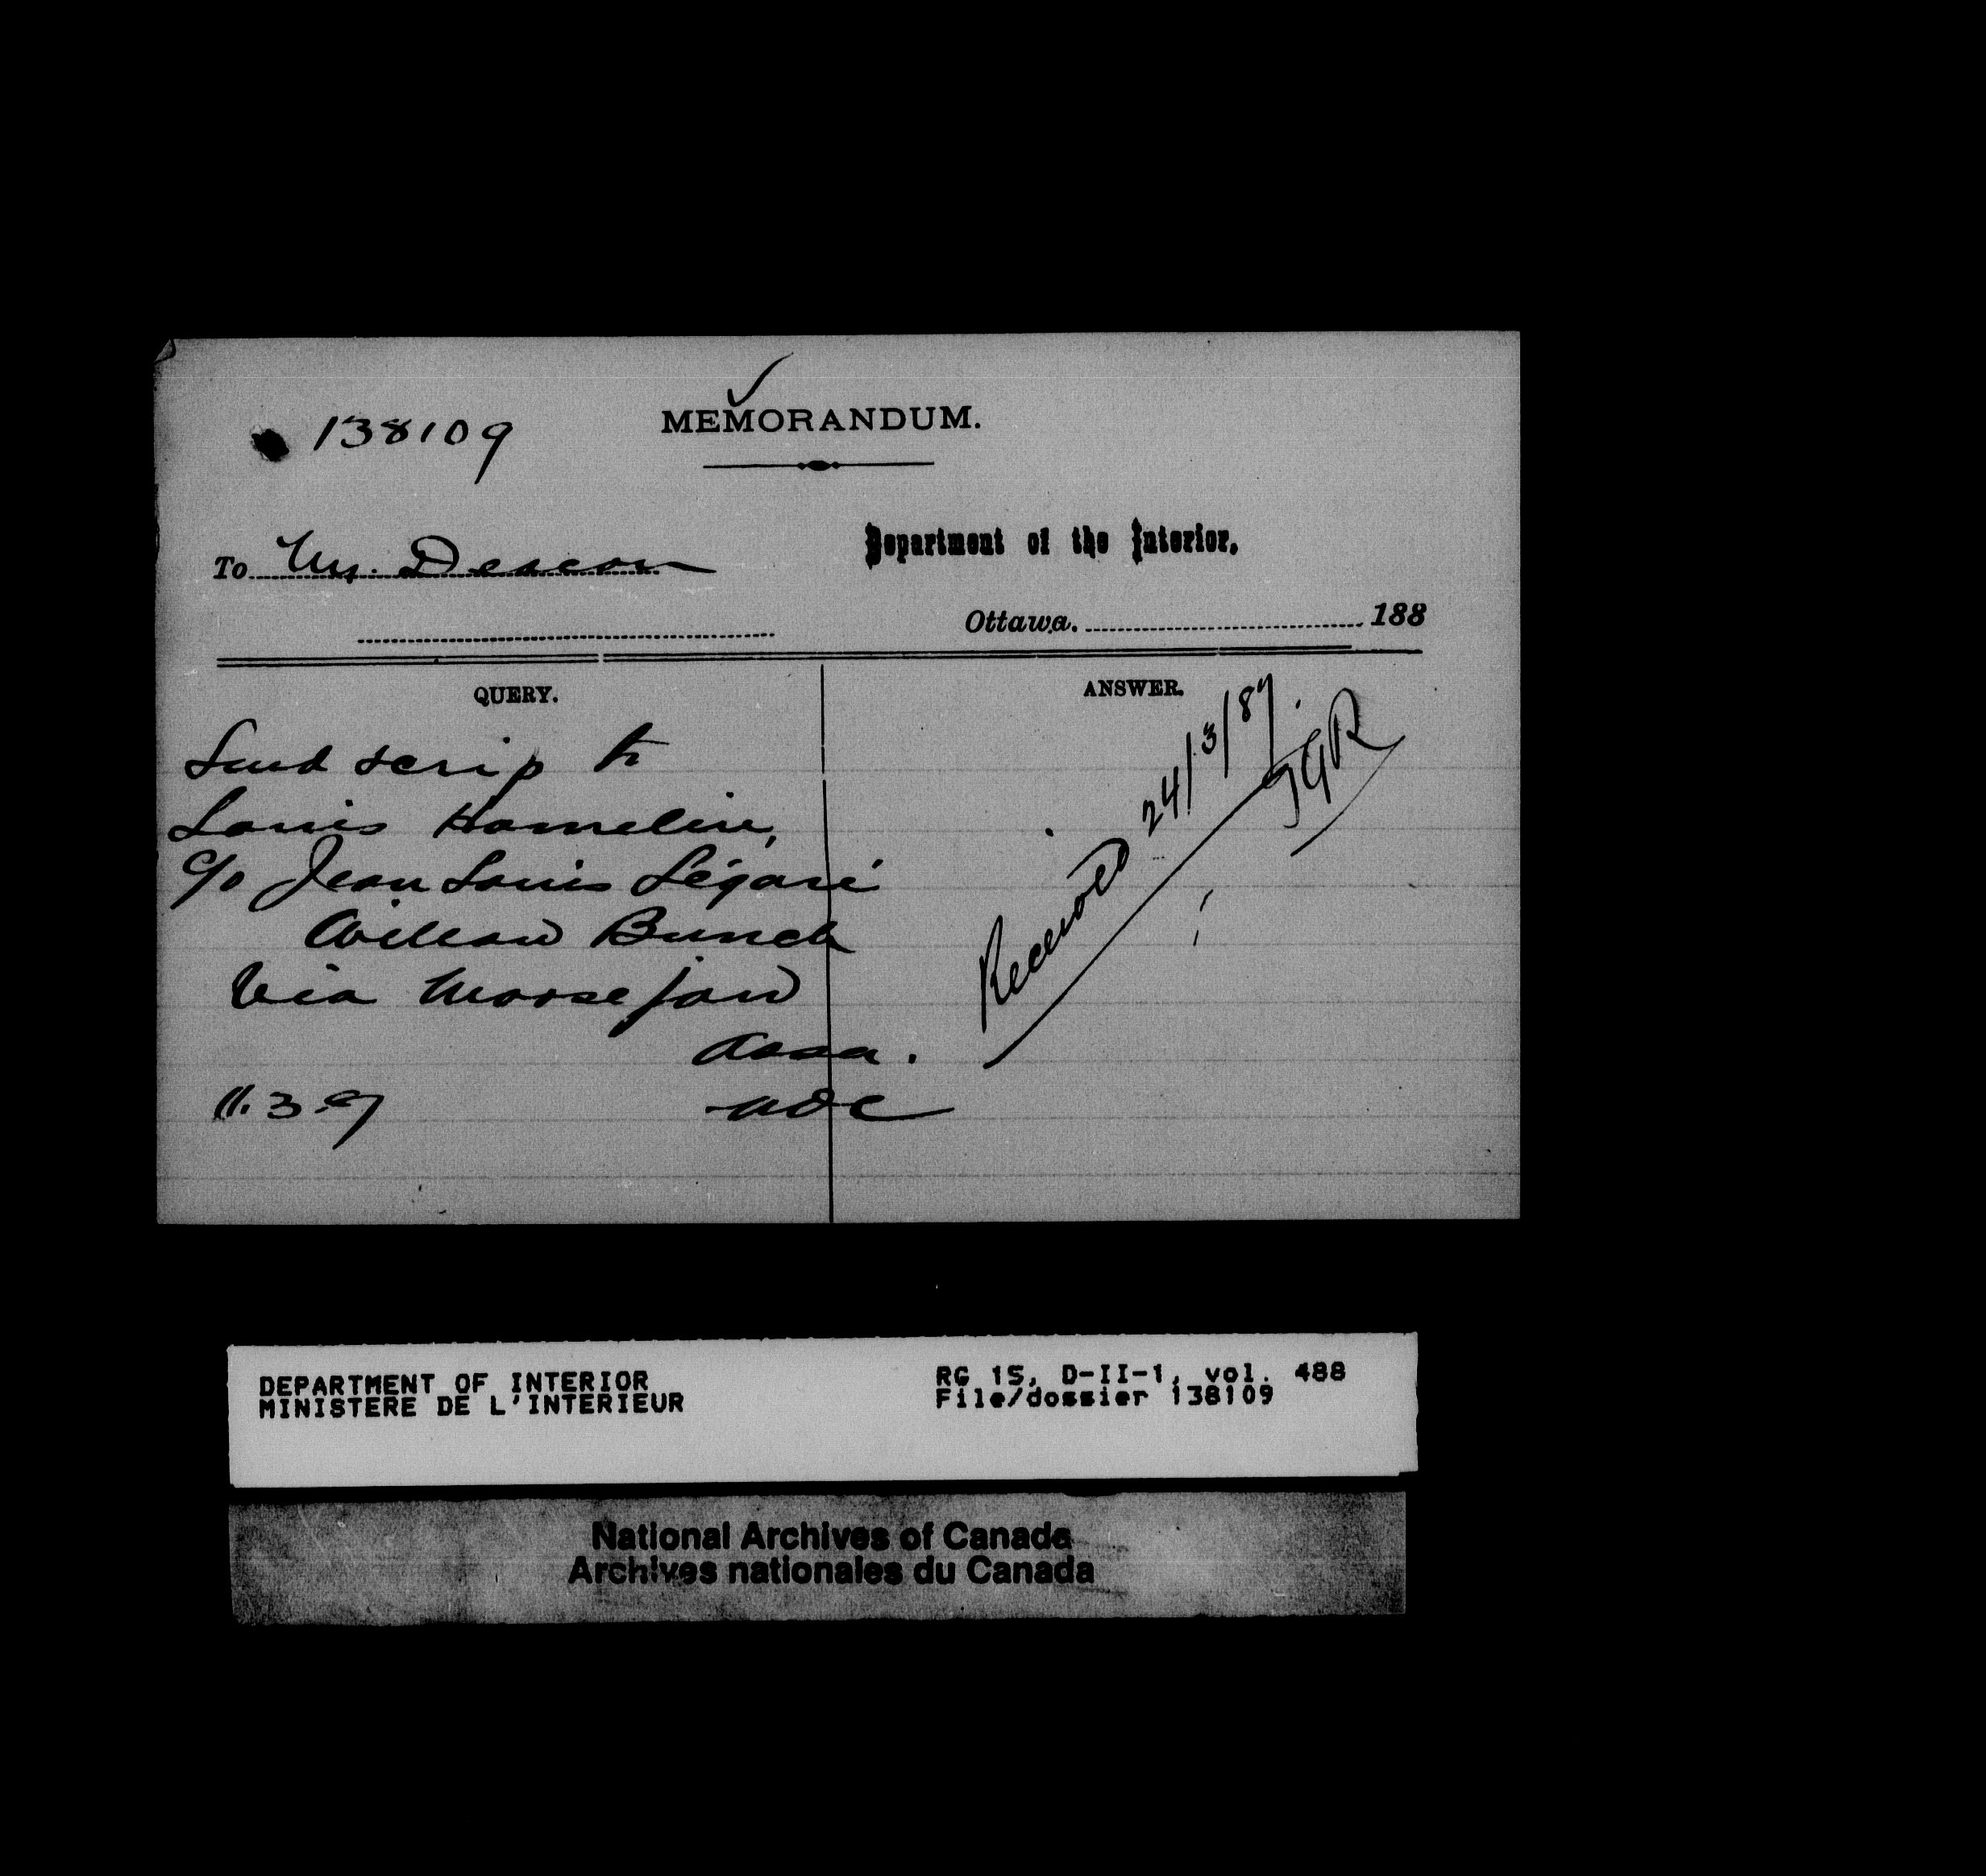 138109
MEMORANDUM.
To Mr. Deacon
Department of the Interior,
Ottawa. 188
QUERY.
Send scrip to
Louis Hamelin,
c/o Jean Louis Légaré
Willow Bunch
Via Moosejaw
Assa.
11.3.87
ANSWER.
24/3/87.
DEPARTMENT OF INTERIOR
MINISTERE DE L'INTERIEUR
RG 15, D-II-1, vol. 488
File/dossier 138109
National Archives of Canada
Archives nationales du Canada